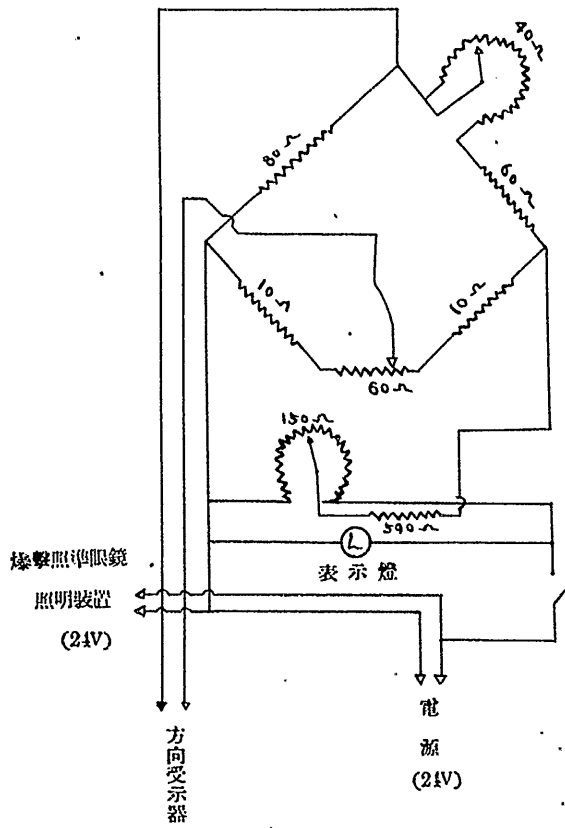 40Ω
80Ω
60Ω
10Ω
10Ω
60Ω
150Ω
590Ω
L
表示燈
爆撃照準眼鏡
照明裝置
(24V)
方向受示器
電源
(24V)